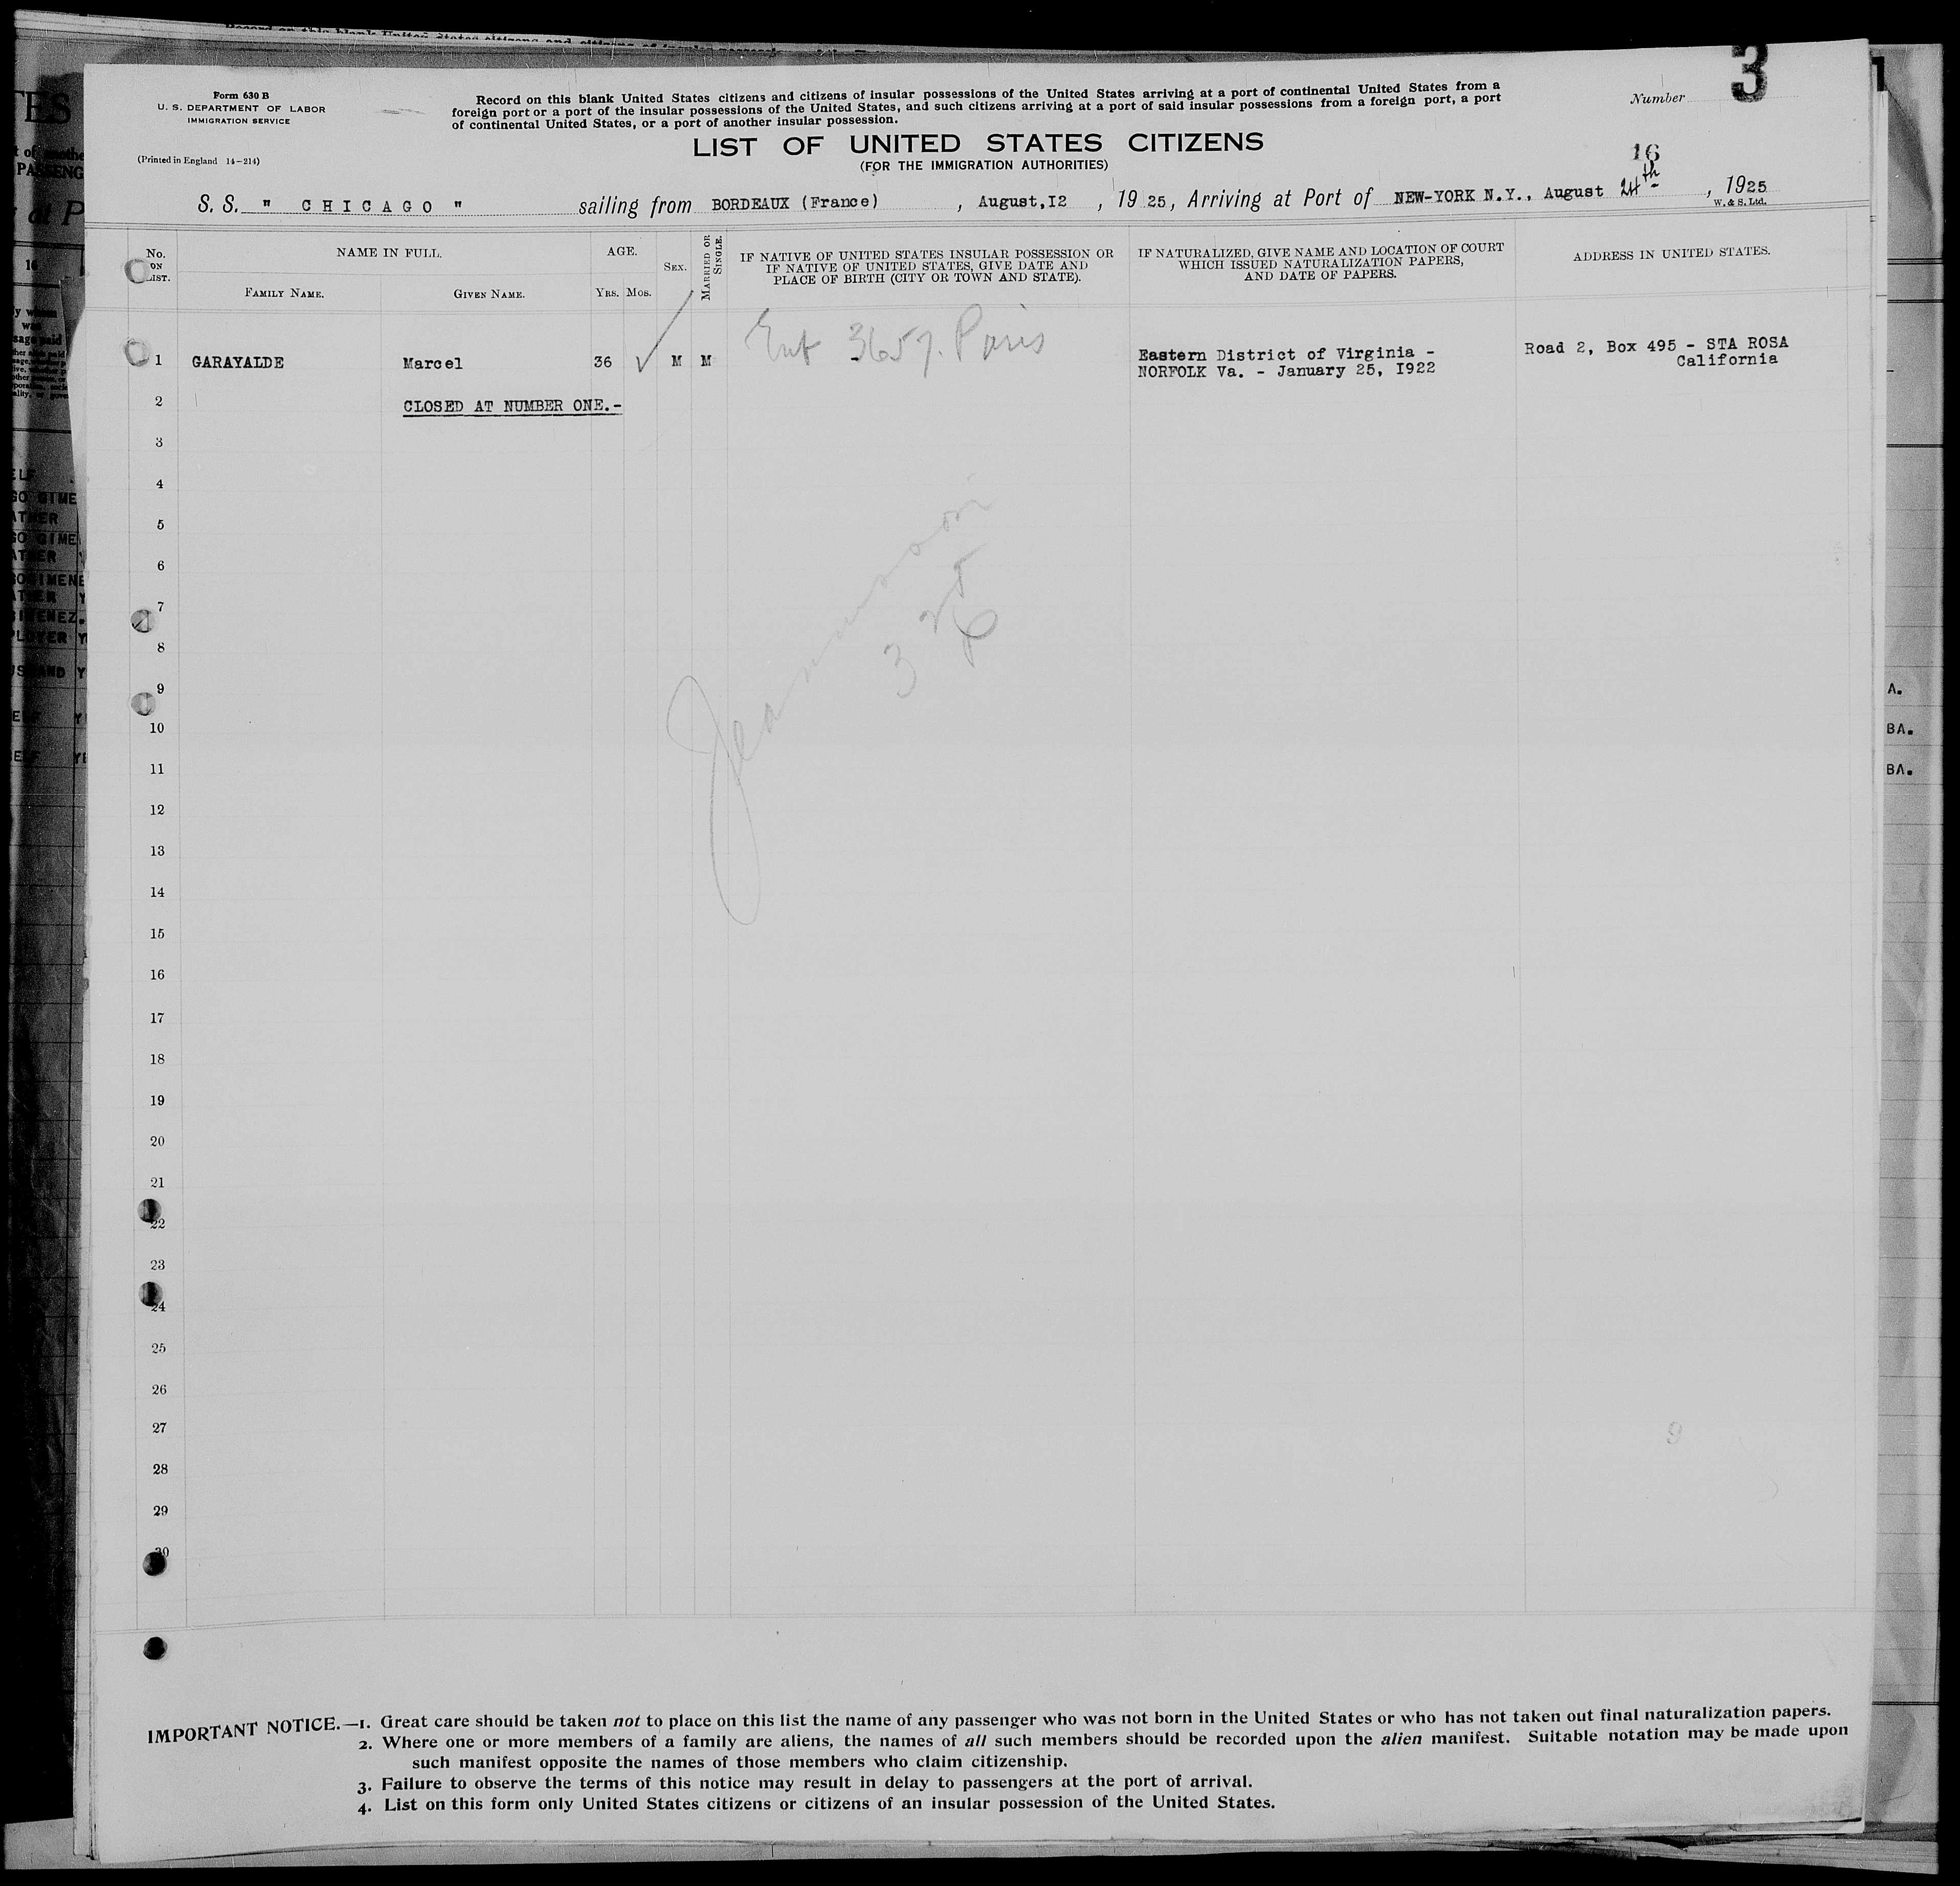 3
Form 630 B
U. S. DEPARTMENT OF LABOR
IMMIGRATION SERVICE
(Printed in England 14-214)
Record on this blank United States citizens and citizens of insular possessions of the United States arriving at a port of continental United States from a
foreign port or a port of the insular possessions of the United States, and such citizens arriving at a port of said insular possessions from a foreign port, a port
of continental United States, or a port of another insular possession.
Number
LIST OF UNITED STATES CITIZENS
(FOR THE IMMIGRATION AUTHORITIES)
16
S. S. " CHICAGO " sailing from BORDEAUX (France) , August,I2 , 19 25, Arriving at Port of NEW-YORK N.Y., August 24th , 1925
W. & S. Ltd.
No. ON LIST.
NAME IN FULL.
FAMILY NAME.
GIVEN NAME.
AGE.
YRS. MOS.
SEX.
MARRIED OR SINGLE.
IF NATIVE OF UNITED STATES INSULAR POSSESSION OR
IF NATIVE OF UNITED STATES, GIVE DATE AND
PLACE OF BIRTH (CITY OR TOWN AND STATE).
IF NATURALIZED, GIVE NAME AND LOCATION OF COURT
WHICH ISSUED NATURALIZATION PAPERS,
AND DATE OF PAPERS.
ADDRESS IN UNITED STATES.
1 GARAYALDE Marcel 36 M M
Paris
Eastern District of Virginia -
NORFOLK Va. - January 25, I922
Road 2, Box 495 - STA ROSA
California
2 CLOSED AT NUMBER ONE.-
3
4
5
6
7
8
9
10
11
12
13
14
15
16
17
18
19
20
21
22
23
24
25
26
27
28
29
30
IMPORTANT NOTICE.—1. Great care should be taken not to place on this list the name of any passenger who was not born in the United States or who has not taken out final naturalization papers.
2. Where one or more members of a family are aliens, the names of all such members should be recorded upon the alien manifest. Suitable notation may be made upon
such manifest opposite the names of those members who claim citizenship.
3. Failure to observe the terms of this notice may result in delay to passengers at the port of arrival.
4. List on this form only United States citizens or citizens of an insular possession of the United States.